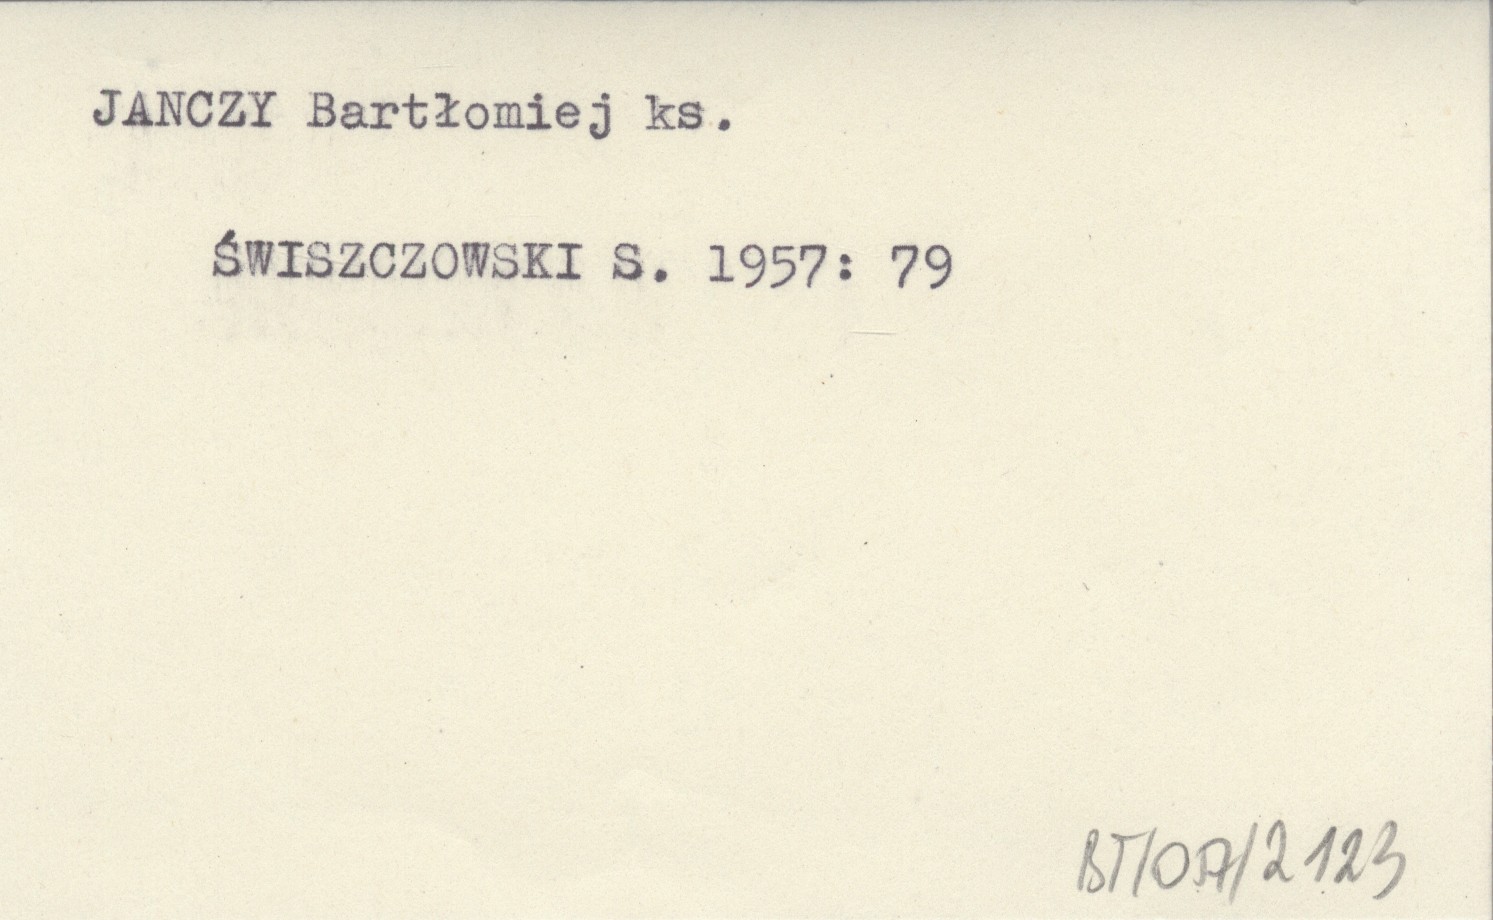 JANCZY Bartłomiej ks.
ŚWISZCZOWSKI S. 1957: 79
BT/OA/2123